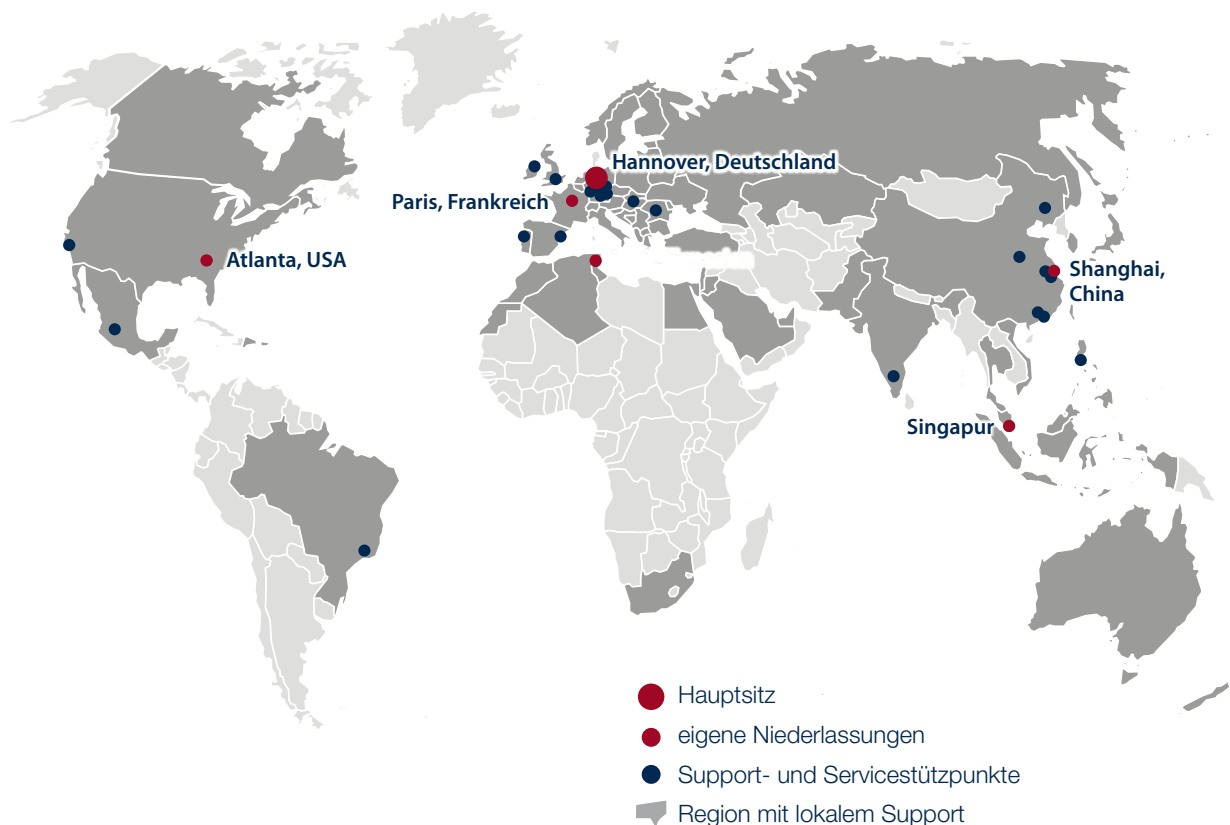 Hannover, Deutschland
Paris, Frankreich
Atlanta, USA
Shanghai,
China
Singapur
Hauptsitz
eigene Niederlassungen
Support- und Servicestützpunkte
Region mit lokalem Support